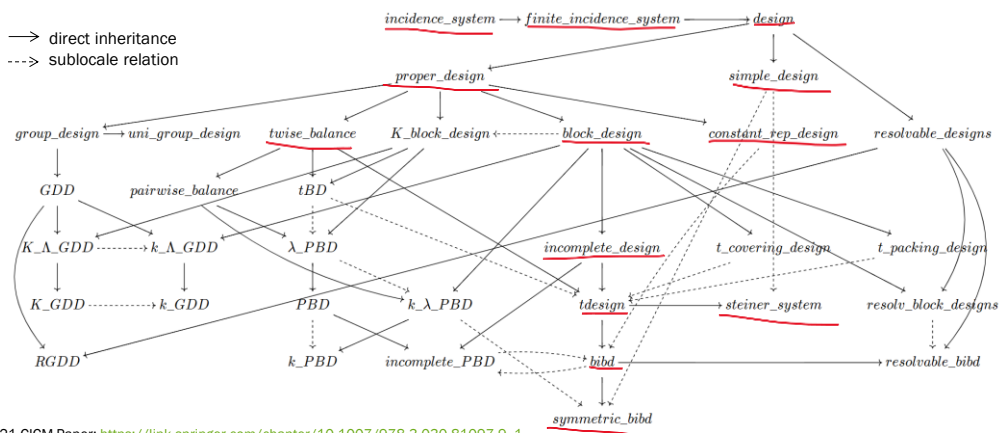 incidence_system finite_incidence_system design
direct inheritance
sublocale relation
proper_design simple_design
group_design uni_group_design twise_balance K_block_design block_design constant_rep_design resolvable_designs
GDD pairwise_balance tBD
K_Λ_GDD k_Λ_GDD λ_PBD incomplete_design t_covering_design t_packing_design
K_GDD k_GDD PBD k_λ_PBD tdesign steiner_system resolv_block_designs
RGDD k_PBD incomplete_PBD bibd resolvable_bibd
symmetric_bibd